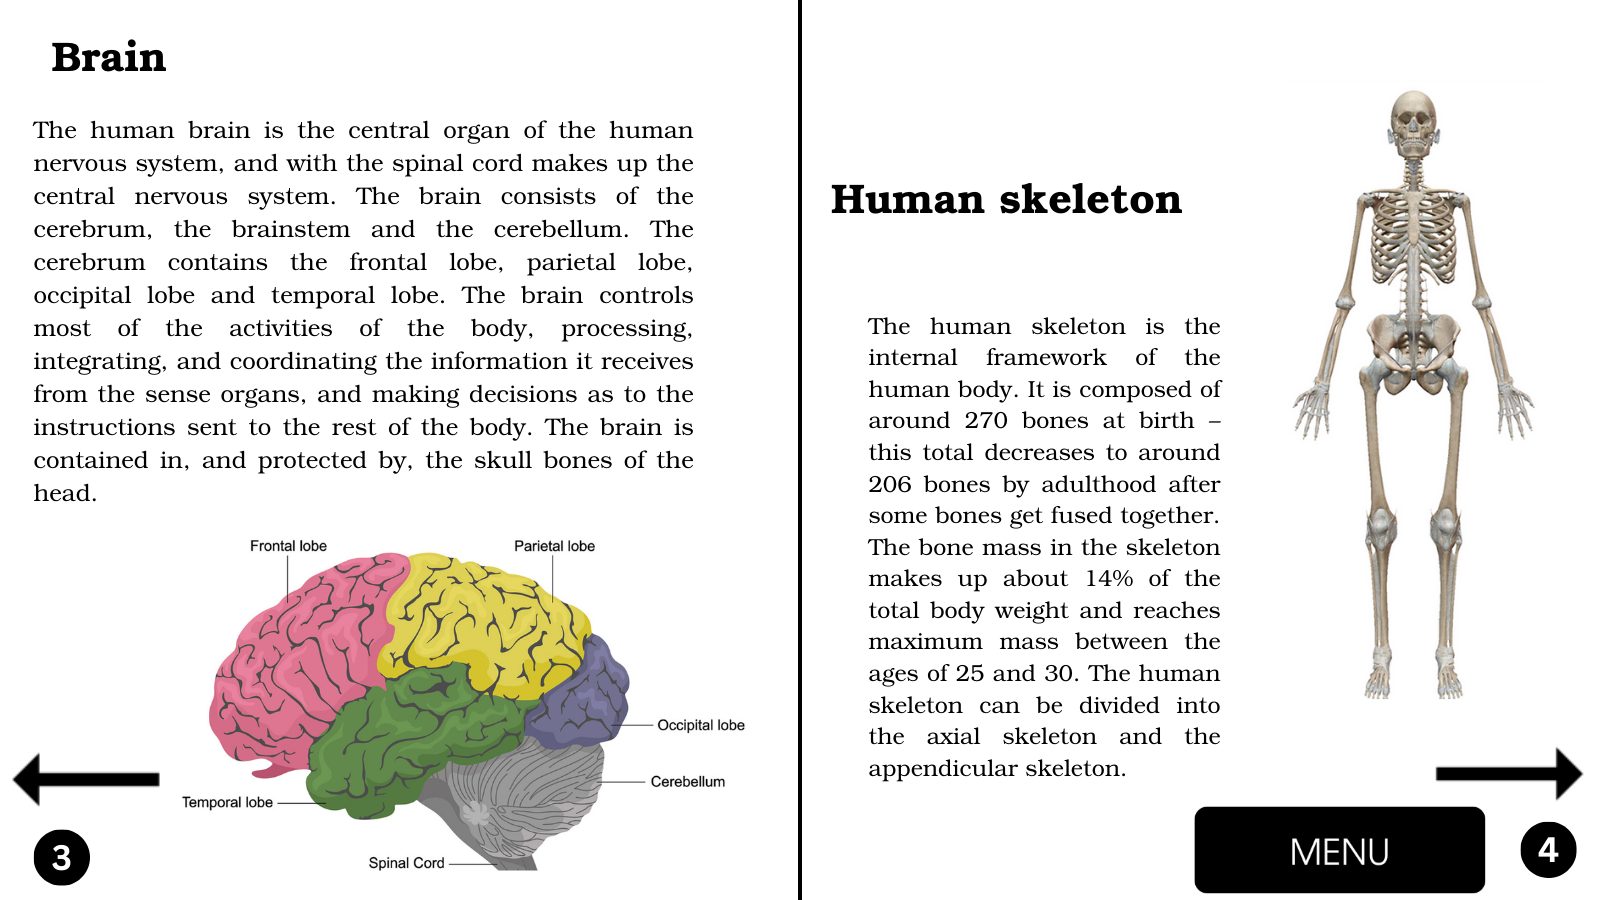 Brain
The human brain is the central organ of the human
nervous system, and with the spinal cord makes up the
central nervous system. The brain consists of the
cerebrum, the brainstem and the cerebellum. The
cerebrum contains the frontal lobe, parietal lobe,
occipital lobe and temporal lobe. The brain controls
most of the activities of the body, processing,
integrating, and coordinating the information it receives
from the sense organs, and making decisions as to the
instructions sent to the rest of the body. The brain is
contained in, and protected by, the skull bones of the
head.
Frontal lobe
Parietal lobe
Occipital lobe
Cerebellum
Temporal lobe
Spinal Cord
3
Human skeleton
The human skeleton is the
internal framework of the
human body. It is composed of
around 270 bones at birth –
this total decreases to around
206 bones by adulthood after
some bones get fused together.
The bone mass in the skeleton
makes up about 14% of the
total body weight and reaches
maximum mass between the
ages of 25 and 30. The human
skeleton can be divided into
the axial skeleton and the
appendicular skeleton.
MENU
4